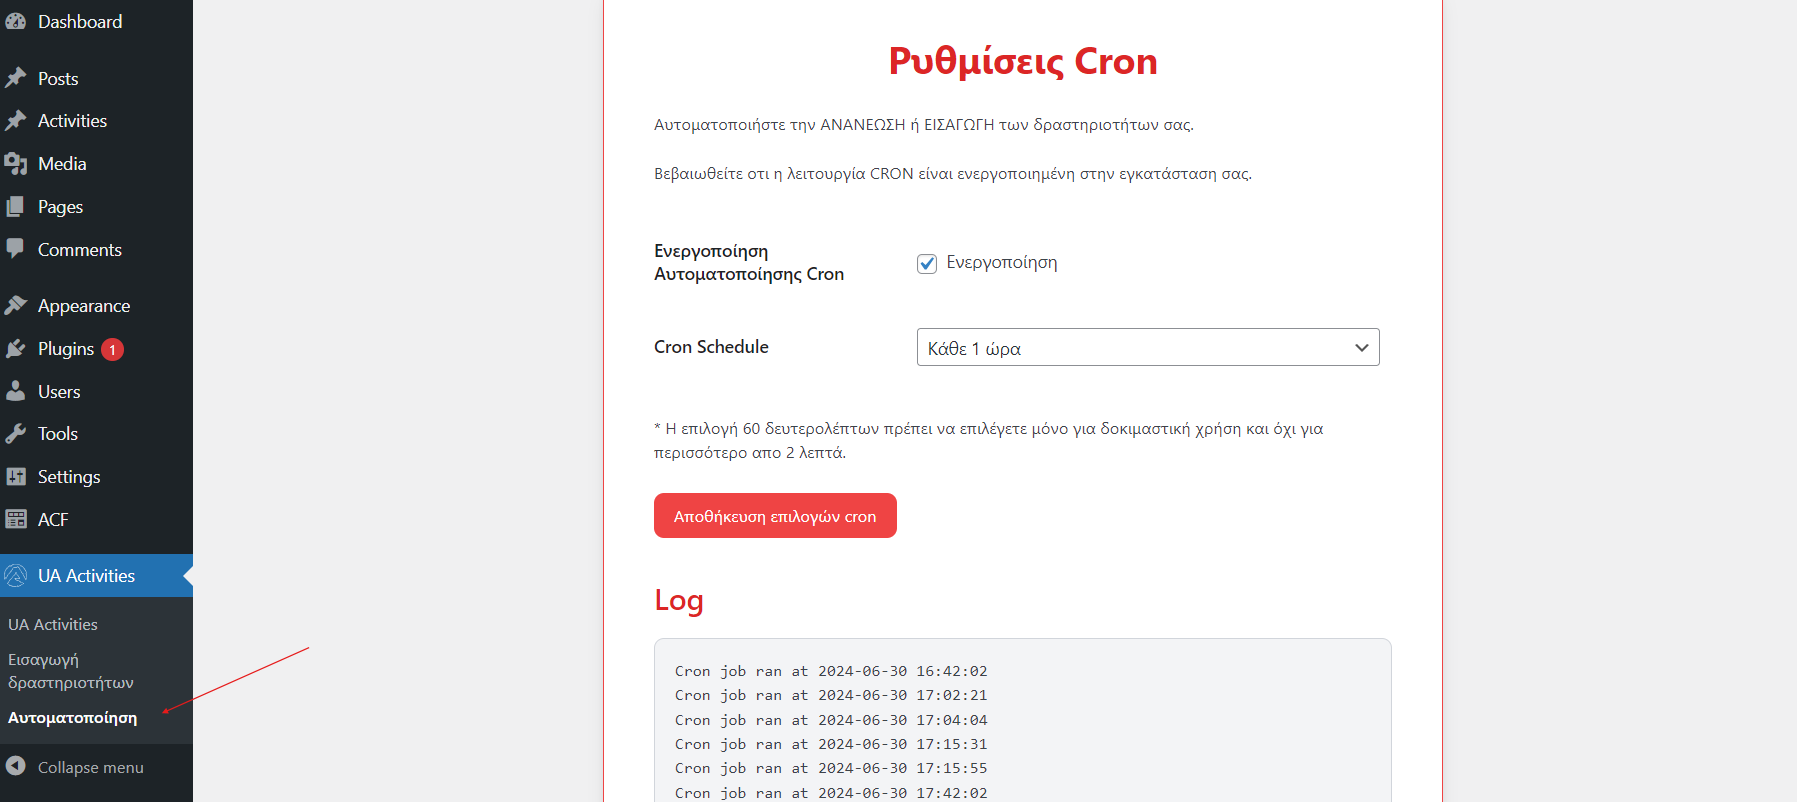 Dashboard
Posts
Activities
Media
Pages
Comments
Appearance
Plugins 1
Users
Tools
Settings
ACF
UA Activities
UA Activities
Εισαγωγή
δραστηριοτήτων
Αυτοματοποίηση
Collapse menu
Ρυθμίσεις Cron
Αυτοματοποιήστε την ΑΝΑΝΕΩΣΗ ή ΕΙΣΑΓΩΓΗ των δραστηριοτήτων σας.
Βεβαιωθείτε οτι η λειτουργία CRON είναι ενεργοποιημένη στην εγκατάσταση σας.
Ενεργοποίηση
Αυτοματοποίησης Cron
Ενεργοποίηση
Cron Schedule
Κάθε 1 ώρα
* Η επιλογή 60 δευτερολέπτων πρέπει να επιλέγετε μόνο για δοκιμαστική χρήση και όχι για
περισσότερο απο 2 λεπτά.
Αποθήκευση επιλογών cron
Log
Cron job ran at 2024-06-30 16:42:02
Cron job ran at 2024-06-30 17:02:21
Cron job ran at 2024-06-30 17:04:04
Cron job ran at 2024-06-30 17:15:31
Cron job ran at 2024-06-30 17:15:55
Cron job ran at 2024-06-30 17:42:02